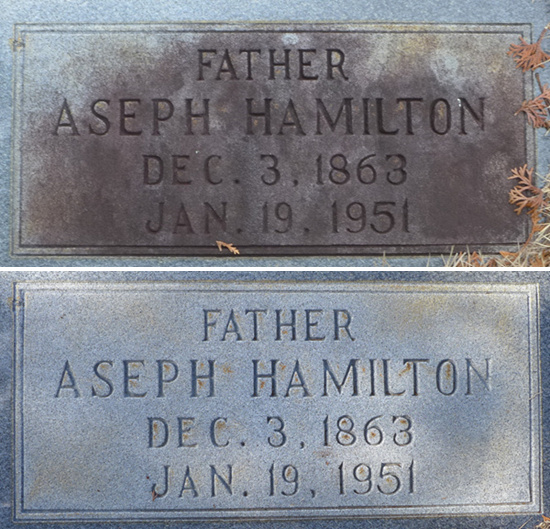 FATHER
ASEPH HAMILTON
DEC. 3, 1863
JAN. 19, 1951
FATHER
ASEPH HAMILTON
DEC. 3, 1863
JAN. 19, 1951